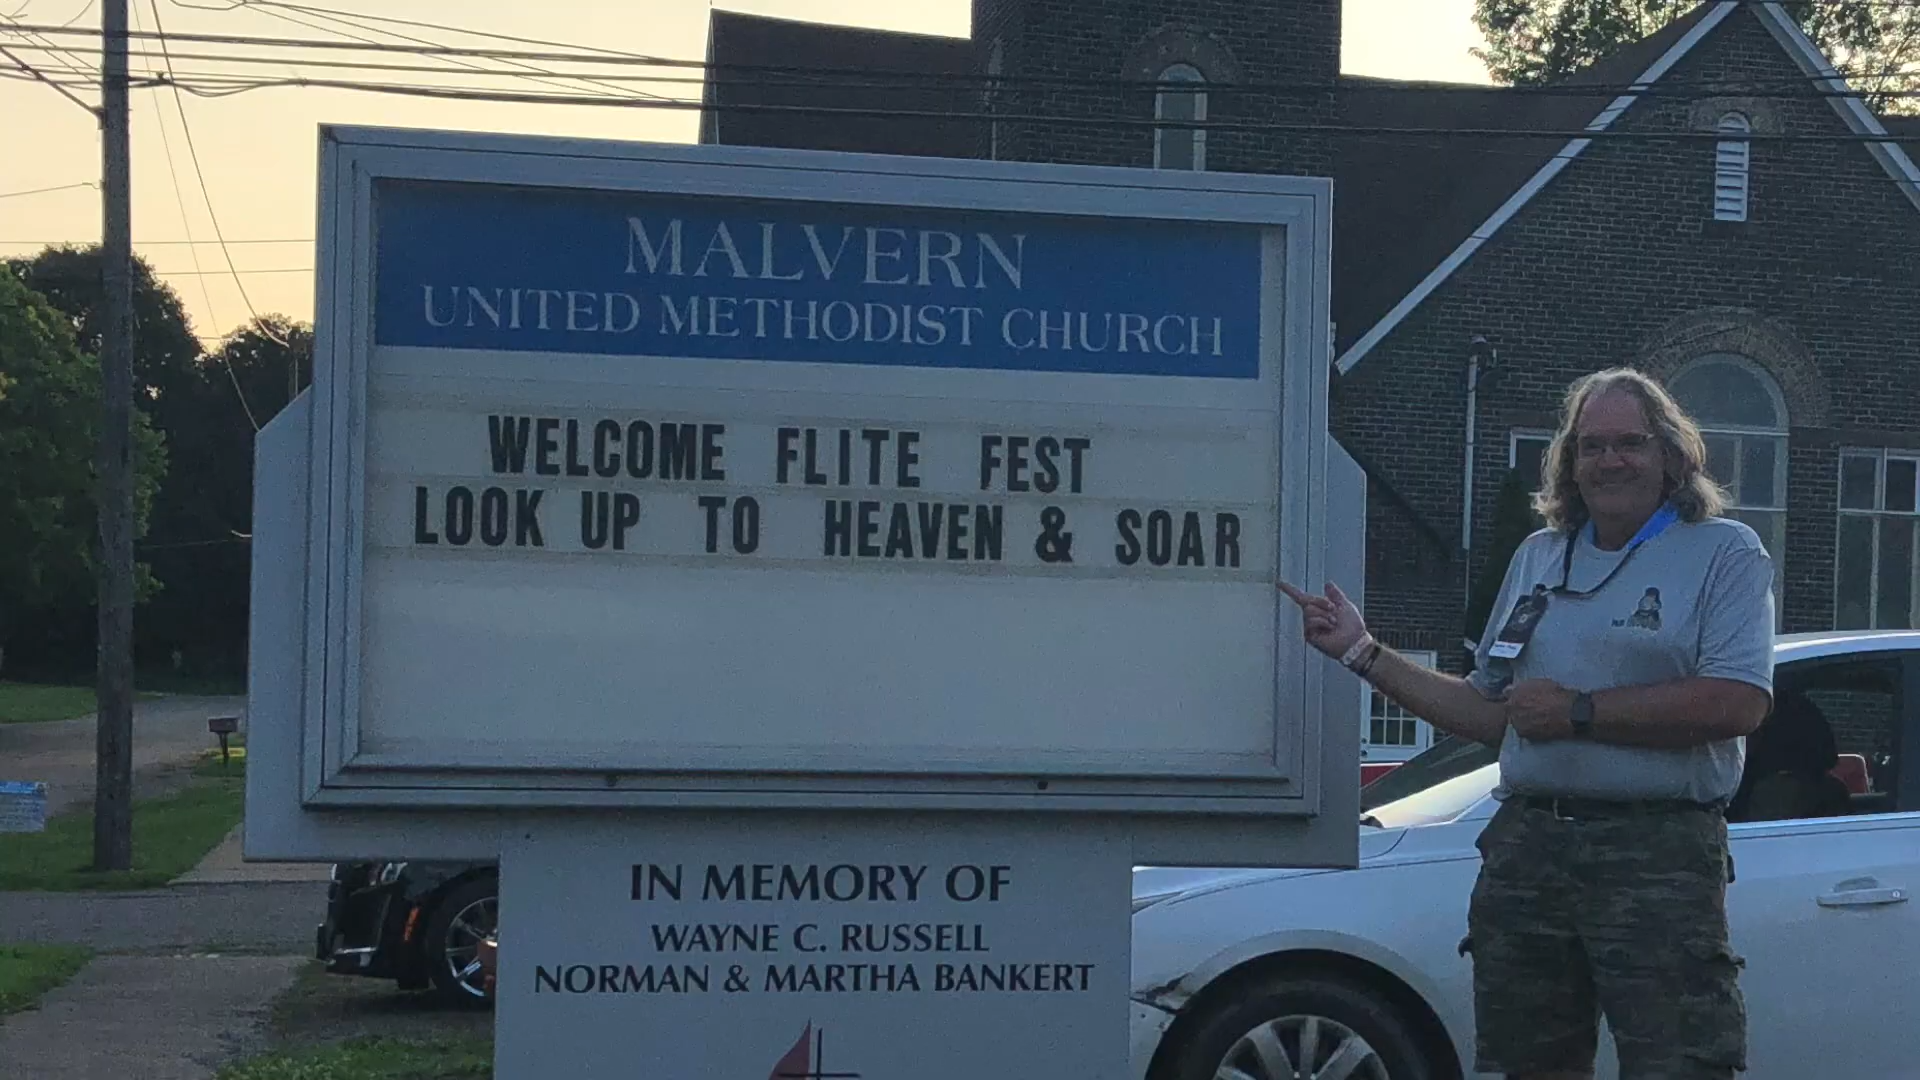 MALVERN
UNITED METHODIST CHURCH
WELCOME FLITE FEST
LOOK UP TO HEAVEN & SOAR
IN MEMORY OF
WAYNE C. RUSSELL
NORMAN & MARTHA BANKERT